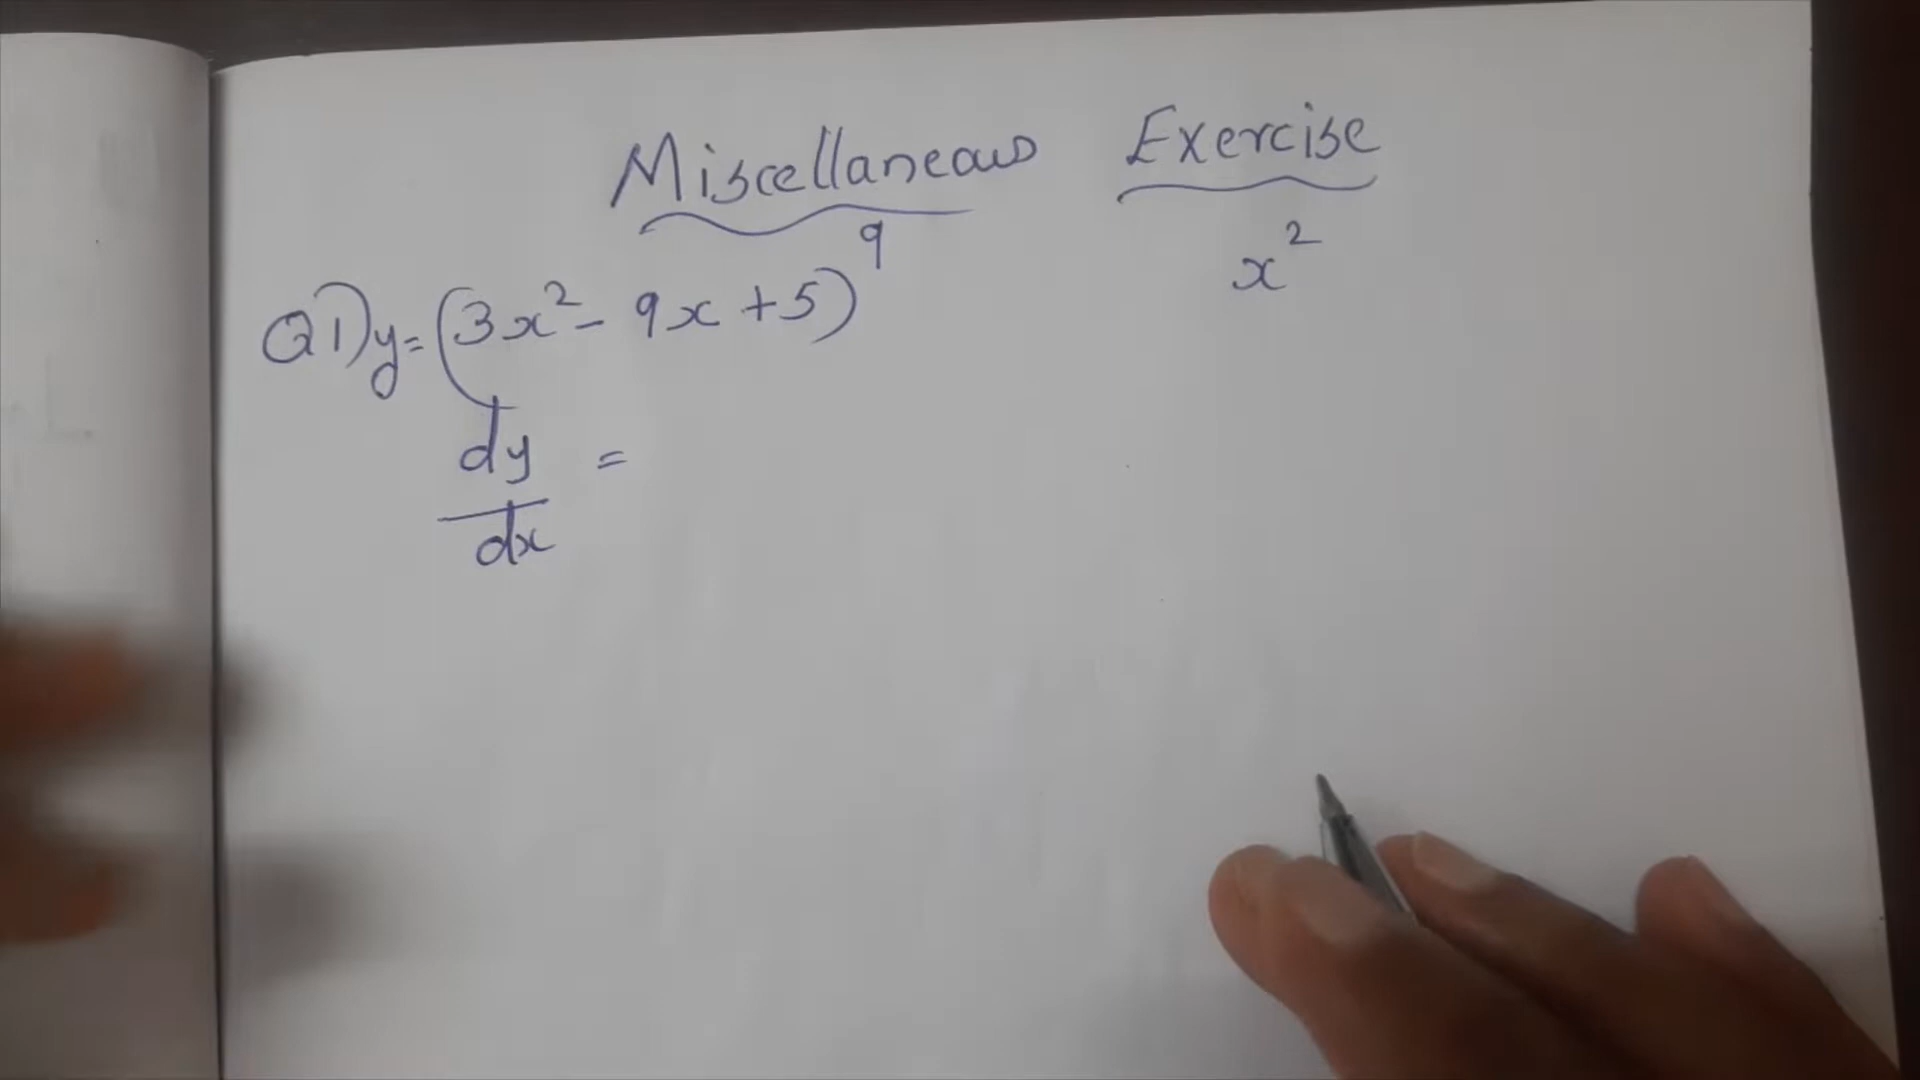 Miscellaneous Exercise
x²
Q1) y = (3x² - 9x + 5)⁹
dy/dx =